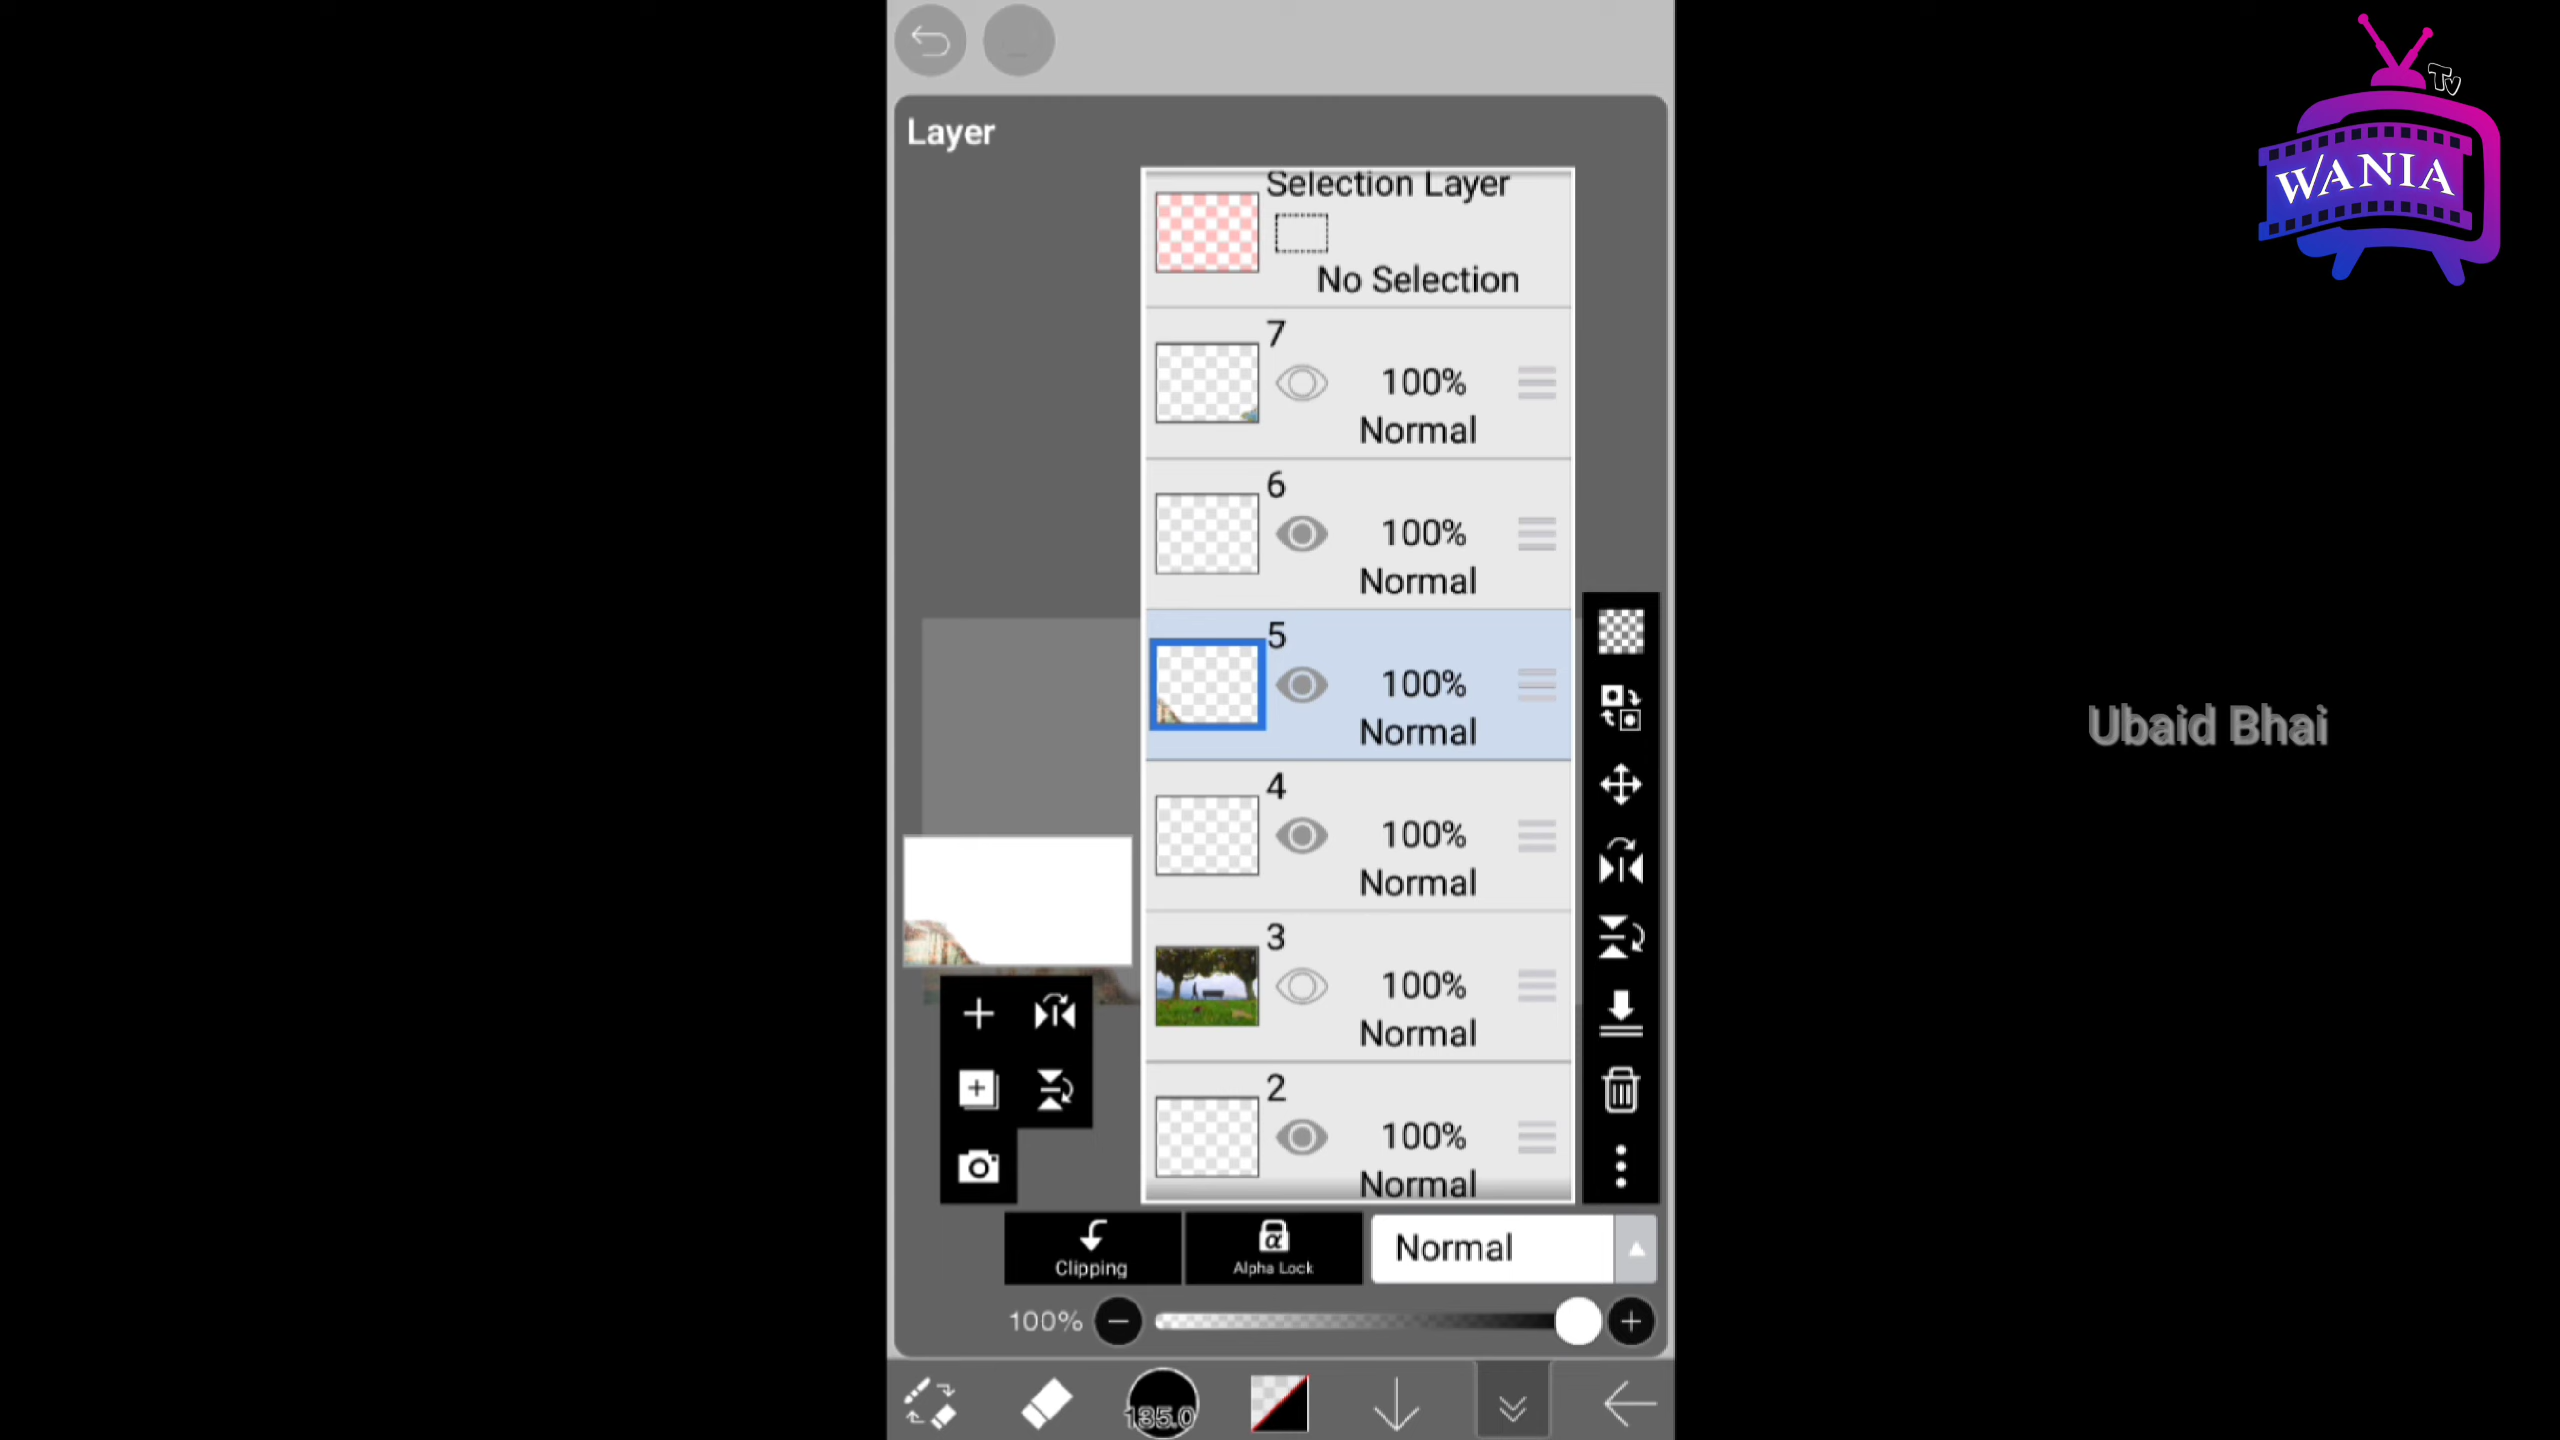 Layer
Selection Layer
No Selection
7
100%
Normal
6
100%
Normal
5
100%
Normal
4
100%
Normal
3
100%
Normal
2
100%
Normal
Clipping
α
Alpha Lock
Normal
100%
135.0
Tv
WANIA
Ubaid Bhai